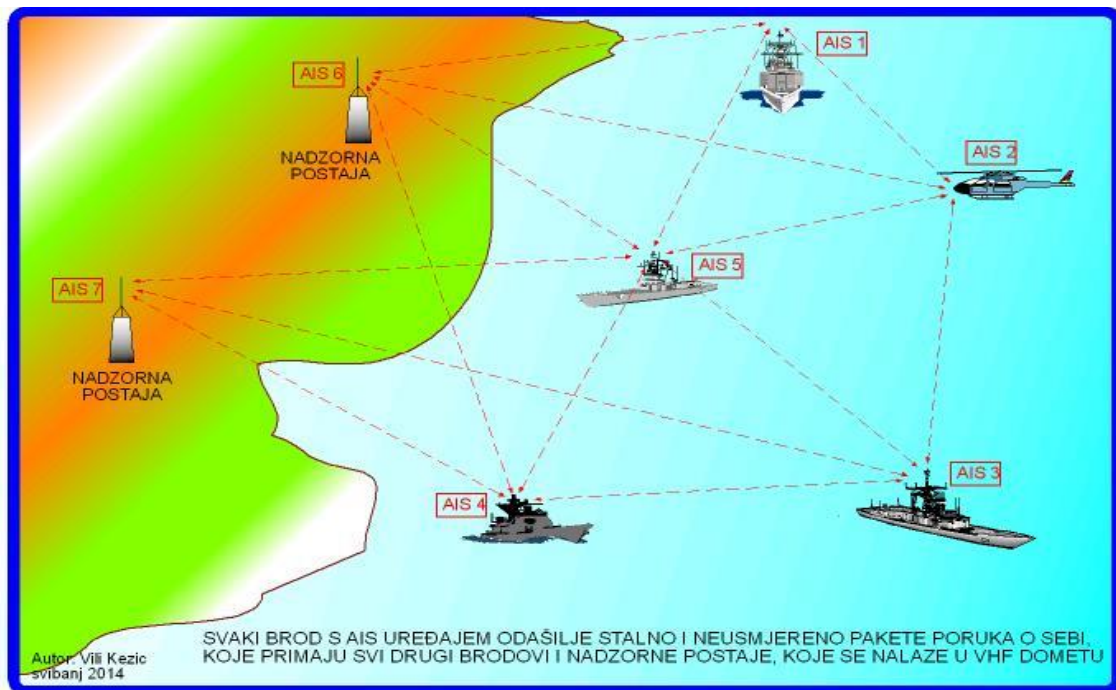 AIS 1
AIS 6
NADZORNA
POSTAJA
AIS 2
AIS 5
AIS 7
NADZORNA
POSTAJA
AIS 3
AIS 4
SVAKI BROD S AIS UREĐAJEM ODAŠILJE STALNO I NEUSMJERENO PAKETE PORUKA O SEBI,
KOJE PRIMAJU SVI DRUGI BRODOVI I NADZORNE POSTAJE, KOJE SE NALAZE U VHF DOMETU
Autor: Vili Kezic
svibanj 2014